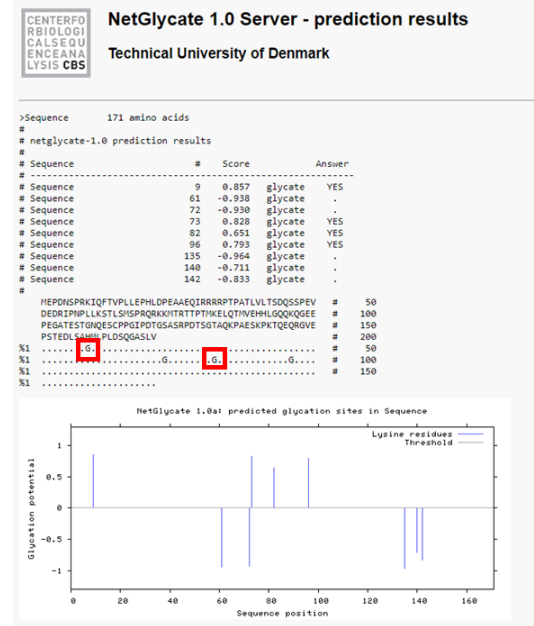 CENTERFO
RBIOLOGI
CALSEQU
ENCEANA
LYSIS CBS
NetGlycate 1.0 Server - prediction results
Technical University of Denmark
>Sequence 171 amino acids
#
# netglycate-1.0 prediction results
#
# Sequence # Score Answer
# -----------------------------------------------------------
# Sequence 9 0.857 glycate YES
# Sequence 61 -0.938 glycate .
# Sequence 72 -0.930 glycate .
# Sequence 73 0.828 glycate YES
# Sequence 82 0.651 glycate YES
# Sequence 96 0.793 glycate YES
# Sequence 135 -0.964 glycate .
# Sequence 140 -0.711 glycate .
# Sequence 142 -0.833 glycate .
#
MEPDNSPRKIQFTVPLLEPHLDPEAAEQIRRRRPTPATLVLTSDQSSPEV # 50
DEDRIPNPLLKSTLSMSPRQRKKMTRTTPTMKELQTMVEHHLGQQKQGEE # 100
PEGATESTGNQESCPPGIPDTGSASRPDTSGTAQKPAESKPKTQEQRGVE # 150
PSTEDLSAHMLPLDSQGASLV # 200
%1 ........G......................................... # 50
%1 ......................G........G.............G.... # 100
%1 .................................................. # 150
%1 .....................
NetGlycate 1.0a: predicted glycation sites in Sequence
Lysine residues
Threshold
Glycation potential
1
0.5
0
-0.5
-1
0 20 40 60 80 100 120 140 160
Sequence position